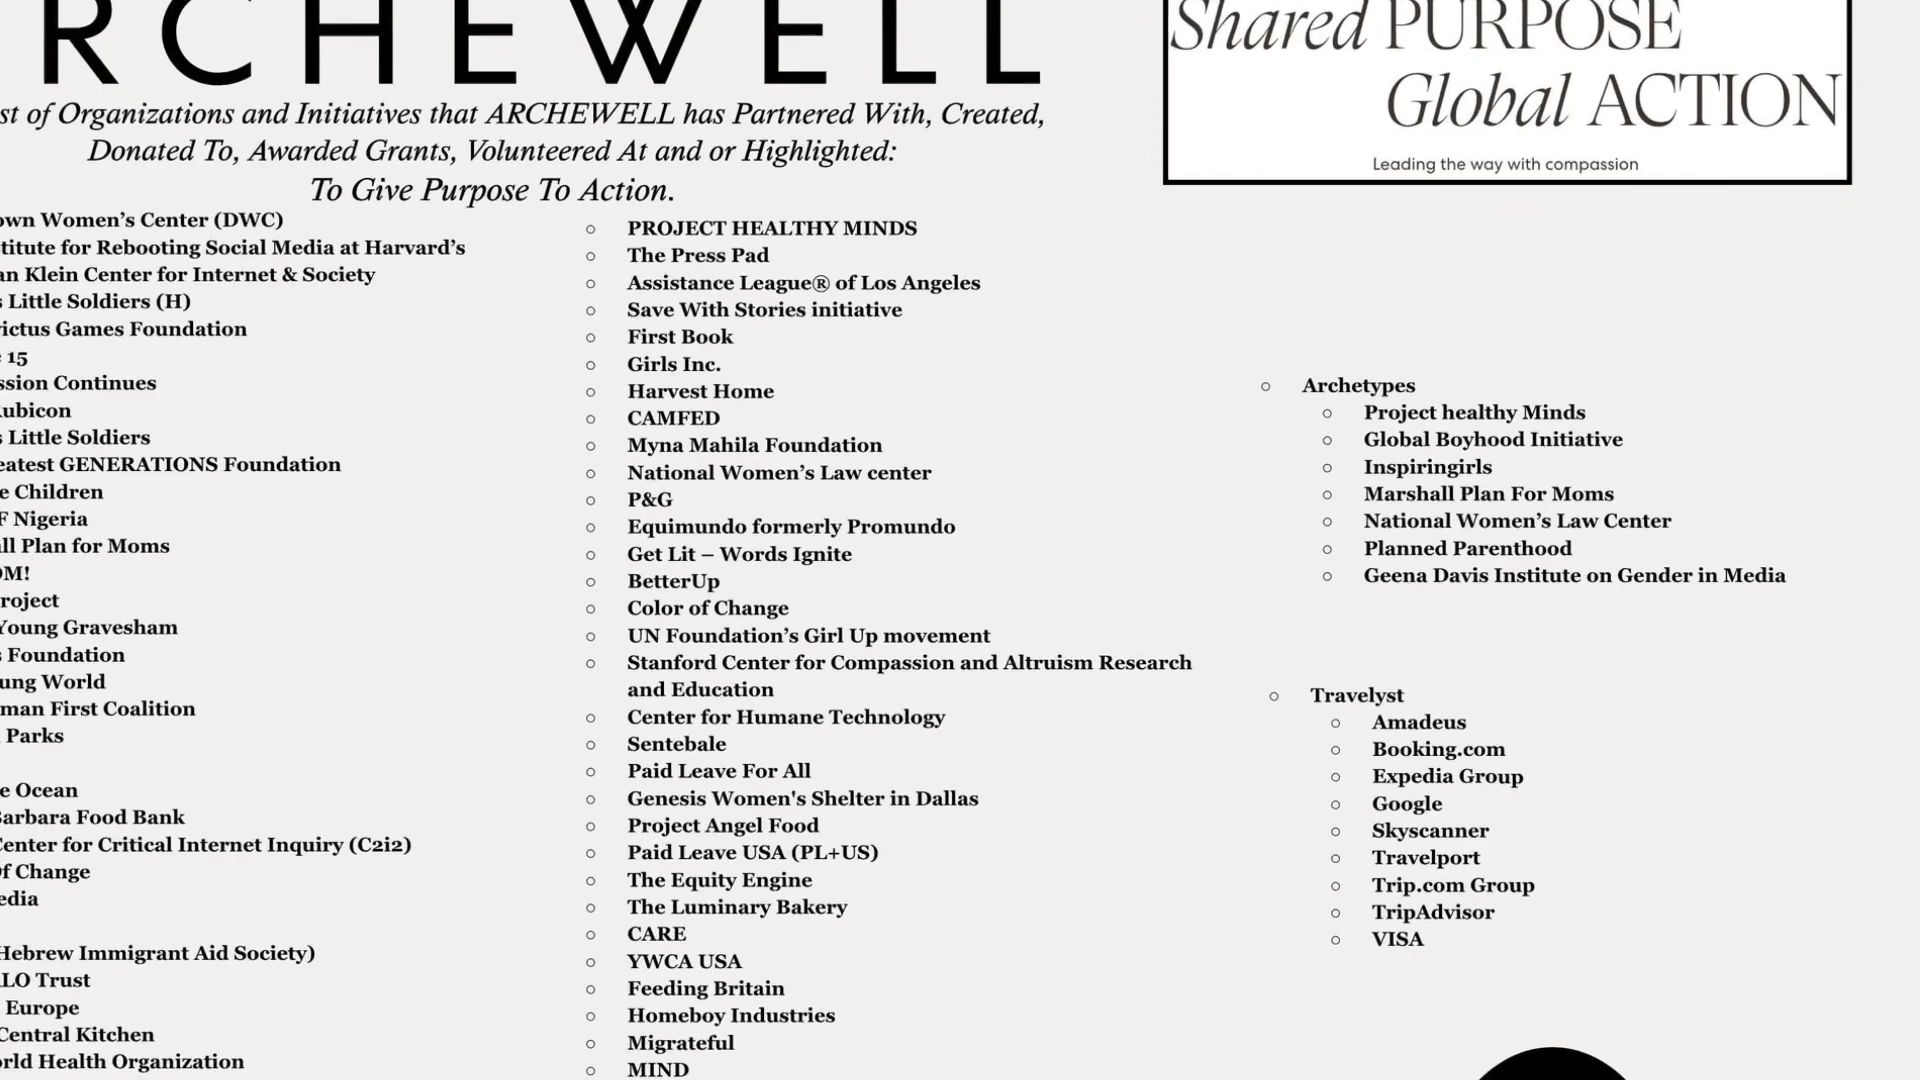 RCHEWELL
st of Organizations and Initiatives that ARCHEWELL has Partnered With, Created,
Donated To, Awarded Grants, Volunteered At and or Highlighted:
To Give Purpose To Action.
Shared PURPOSE
Global ACTION
Leading the way with compassion
own Women's Center (DWC)
titute for Rebooting Social Media at Harvard's
an Klein Center for Internet & Society
s Little Soldiers (H)
victus Games Foundation
e 15
ssion Continues
Rubicon
s Little Soldiers
eatest GENERATIONS Foundation
e Children
F Nigeria
all Plan for Moms
OM!
roject
Young Gravesham
s Foundation
ung World
man First Coalition
Parks
e Ocean
Barbara Food Bank
Center for Critical Internet Inquiry (C2i2)
Of Change
edia
Hebrew Immigrant Aid Society)
LO Trust
Europe
Central Kitchen
orld Health Organization
PROJECT HEALTHY MINDS
The Press Pad
Assistance League® of Los Angeles
Save With Stories initiative
First Book
Girls Inc.
Harvest Home
CAMFED
Myna Mahila Foundation
National Women's Law center
P&G
Equimundo formerly Promundo
Get Lit – Words Ignite
BetterUp
Color of Change
UN Foundation's Girl Up movement
Stanford Center for Compassion and Altruism Research
and Education
Center for Humane Technology
Sentebale
Paid Leave For All
Genesis Women's Shelter in Dallas
Project Angel Food
Paid Leave USA (PL+US)
The Equity Engine
The Luminary Bakery
CARE
YWCA USA
Feeding Britain
Homeboy Industries
Migrateful
MIND
Archetypes
Project healthy Minds
Global Boyhood Initiative
Inspiringirls
Marshall Plan For Moms
National Women's Law Center
Planned Parenthood
Geena Davis Institute on Gender in Media
Travelyst
Amadeus
Booking.com
Expedia Group
Google
Skyscanner
Travelport
Trip.com Group
TripAdvisor
VISA